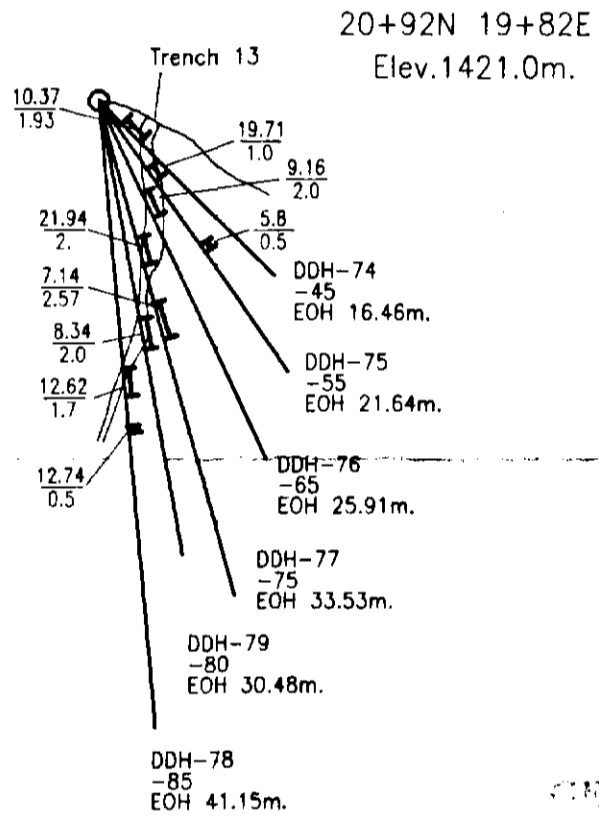 20+92N 19+82E
Elev.1421.0m.
Trench 13
10.37
1.93
19.71
1.0
9.16
2.0
5.8
0.5
21.94
2.
7.14
2.57
8.34
2.0
12.62
1.7
12.74
0.5
DDH-74
-45
EOH 16.46m.
DDH-75
-55
EOH 21.64m.
DDH-76
-65
EOH 25.91m.
DDH-77
-75
EOH 33.53m.
DDH-79
-80
EOH 30.48m.
DDH-78
-85
EOH 41.15m.